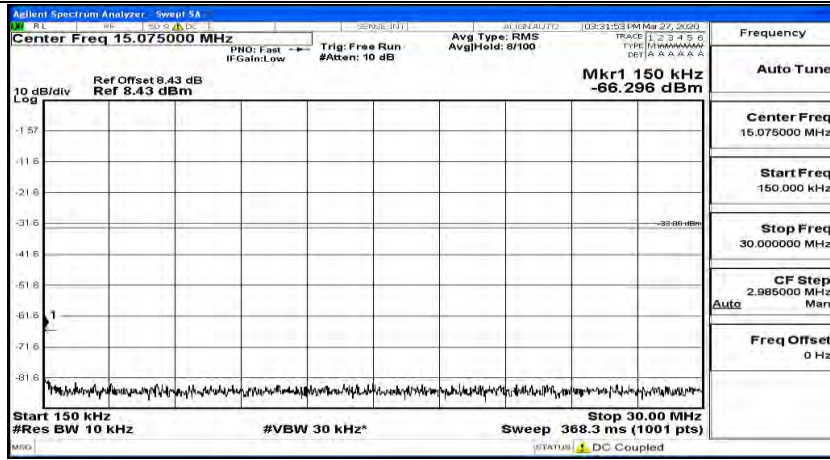 Agilent Spectrum Analyzer - Swept SA
RL RF 50 Ω DC SENSE:INT ALIGN AUTO 03:31:53 PM Mar 27, 2020
Center Freq 15.075000 MHz
PNO: Fast
IFGain:Low
Trig: Free Run
#Atten: 10 dB
Avg Type: RMS
Avg|Hold: 8/100
TRACE 1 2 3 4 5 6
TYPE M WWWWW
DET A A A A A A
Ref Offset 8.43 dB
10 dB/div Ref 8.43 dBm
Log
Mkr1 150 kHz
-66.296 dBm
-1.57
-11.6
-21.6
-31.6
-33.00 dBm
-41.6
-51.6
-61.6
1
-71.6
-81.6
Start 150 kHz Stop 30.00 MHz
#Res BW 10 kHz #VBW 30 kHz* Sweep 368.3 ms (1001 pts)
MSG STATUS DC Coupled
Frequency
Auto Tune
Center Freq
15.075000 MHz
Start Freq
150.000 kHz
Stop Freq
30.000000 MHz
CF Step
2.985000 MHz
Auto Man
Freq Offset
0 Hz